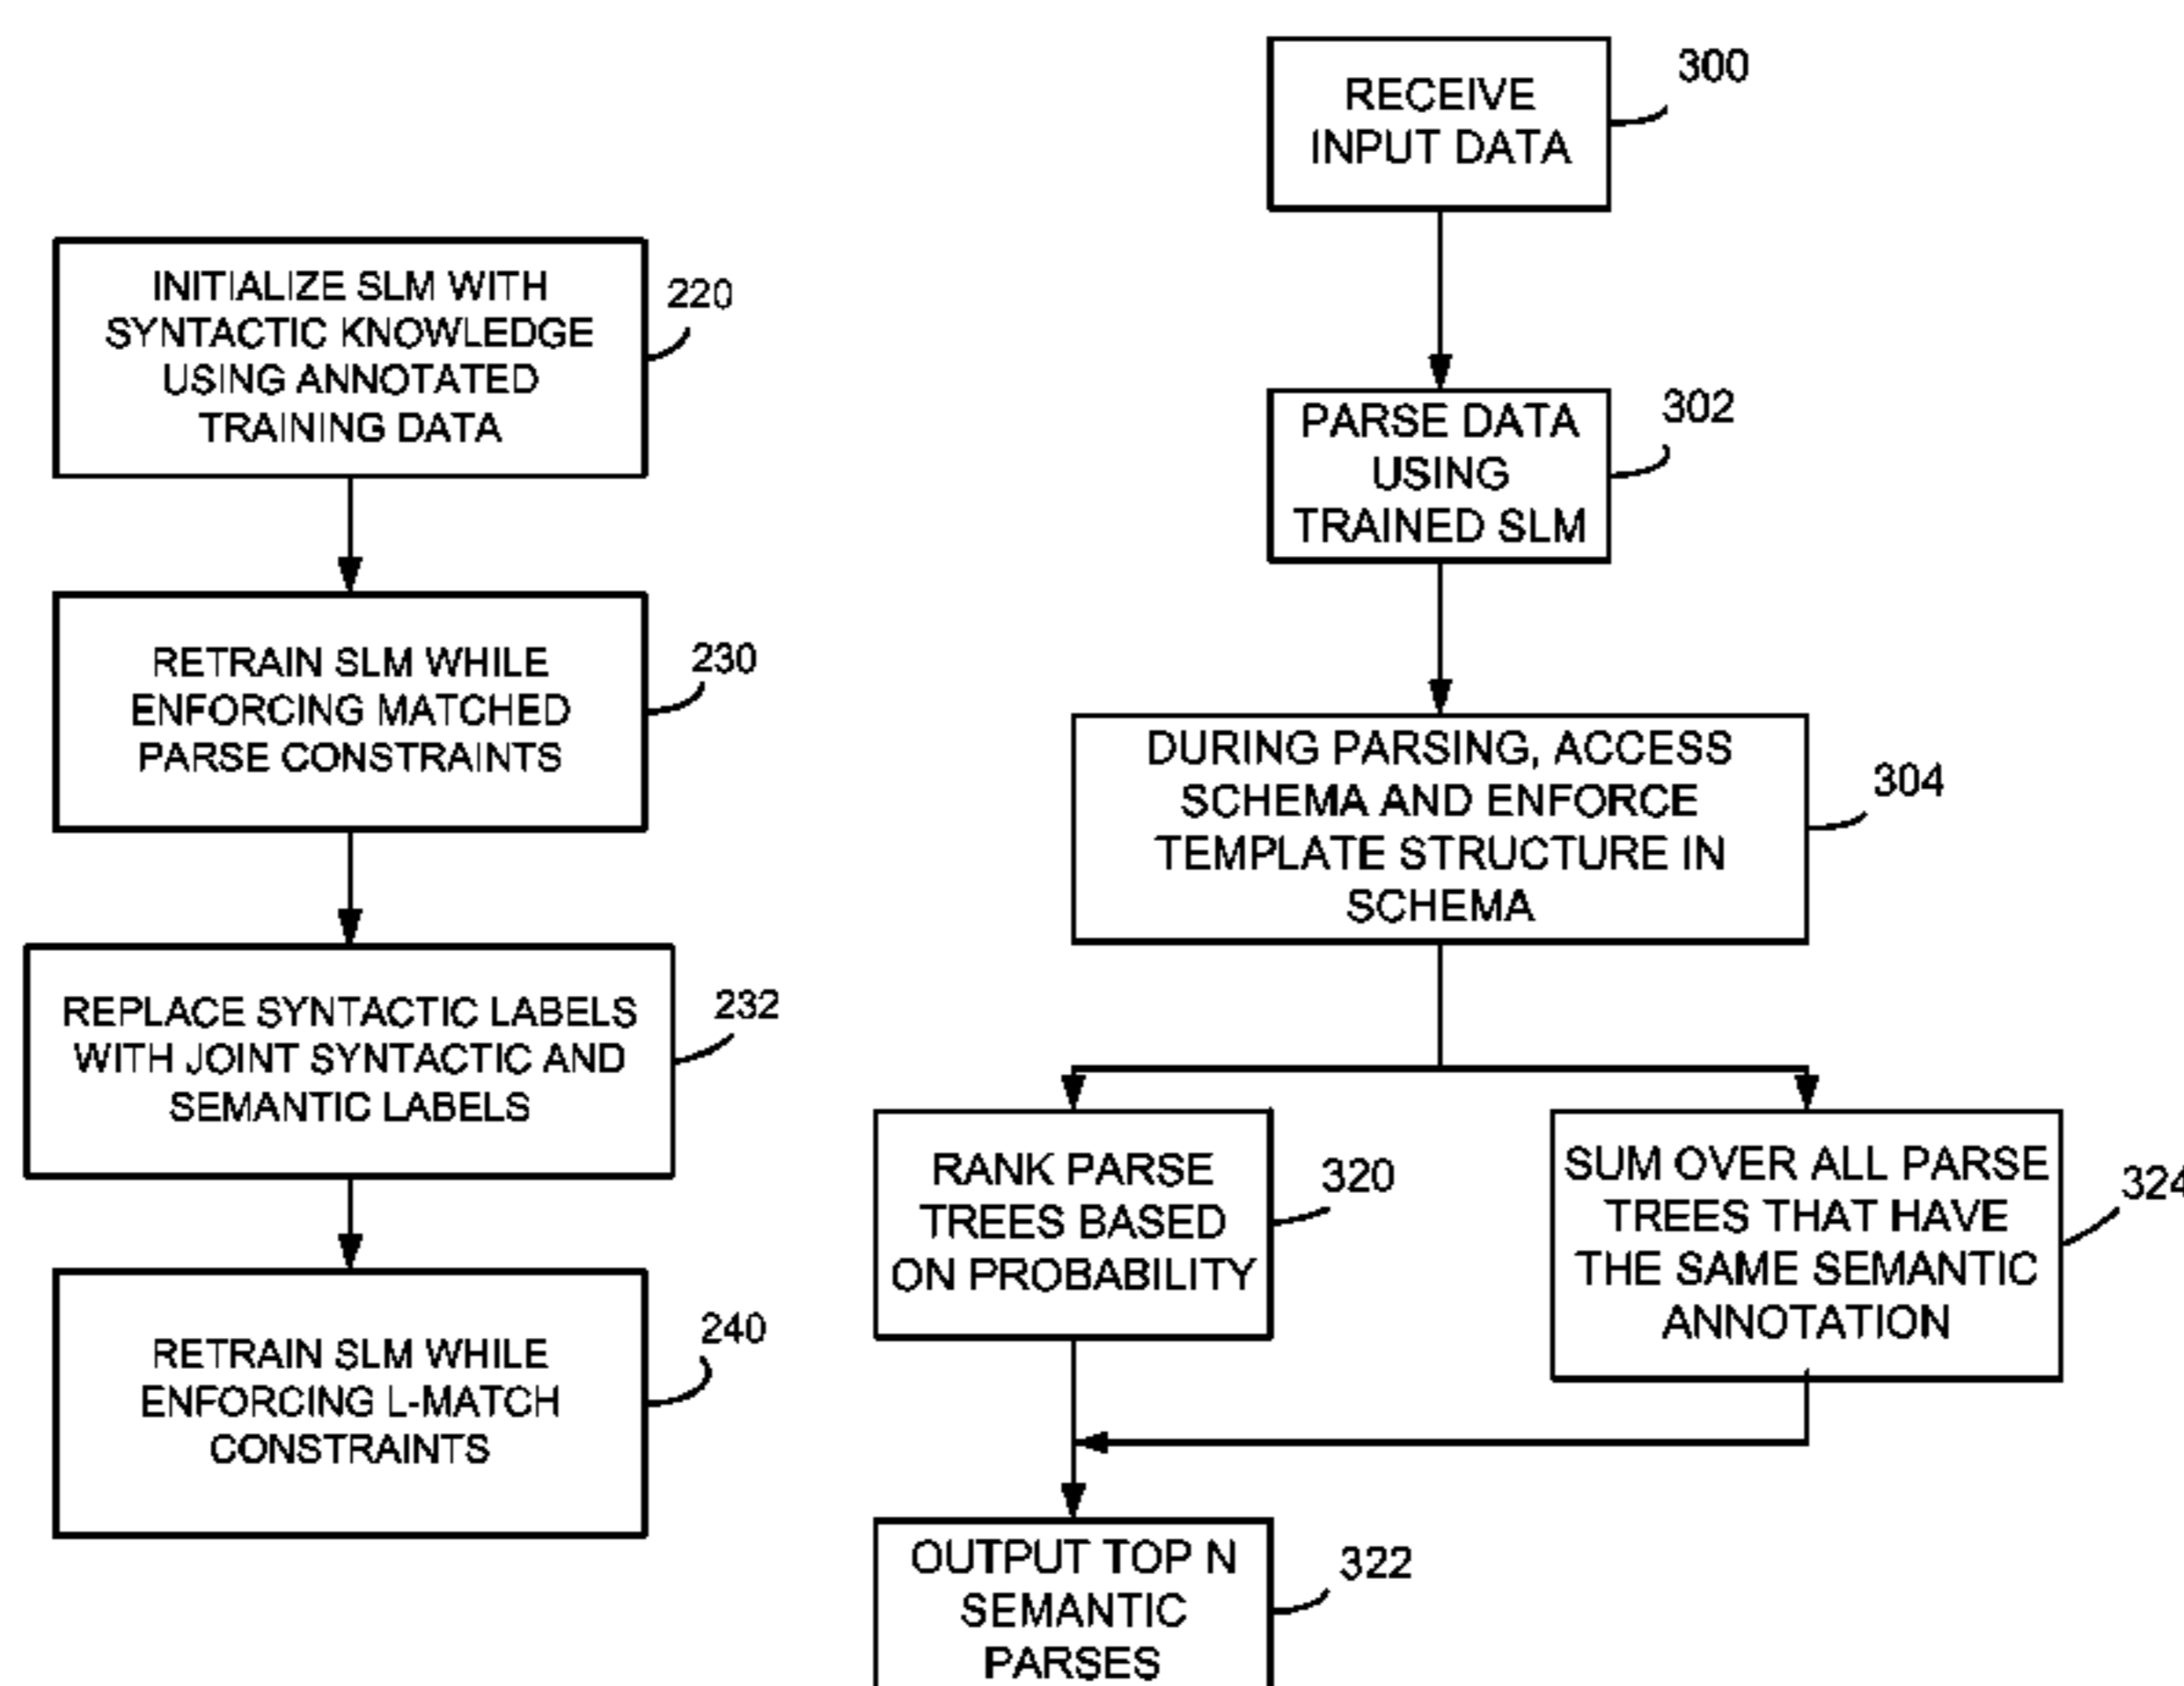 INITIALIZE SLM WITH
SYNTACTIC KNOWLEDGE
USING ANNOTATED
TRAINING DATA
220
RETRAIN SLM WHILE
ENFORCING MATCHED
PARSE CONSTRAINTS
230
REPLACE SYNTACTIC LABELS
WITH JOINT SYNTACTIC AND
SEMANTIC LABELS
232
RETRAIN SLM WHILE
ENFORCING L-MATCH
CONSTRAINTS
240
RECEIVE
INPUT DATA
300
PARSE DATA
USING
TRAINED SLM
302
DURING PARSING, ACCESS
SCHEMA AND ENFORCE
TEMPLATE STRUCTURE IN
SCHEMA
304
RANK PARSE
TREES BASED
ON PROBABILITY
320
SUM OVER ALL PARSE
TREES THAT HAVE
THE SAME SEMANTIC
ANNOTATION
324
OUTPUT TOP N
SEMANTIC
PARSES
322